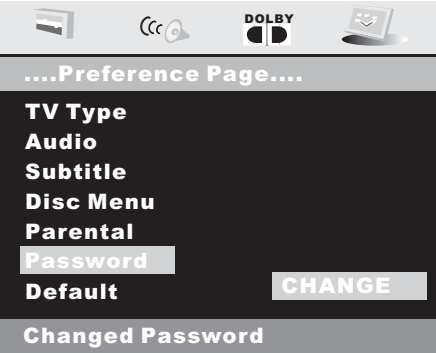 DOLBY
....Preference Page....
TV Type
Audio
Subtitle
Disc Menu
Parental
Password
Default
CHANGE
Changed Password